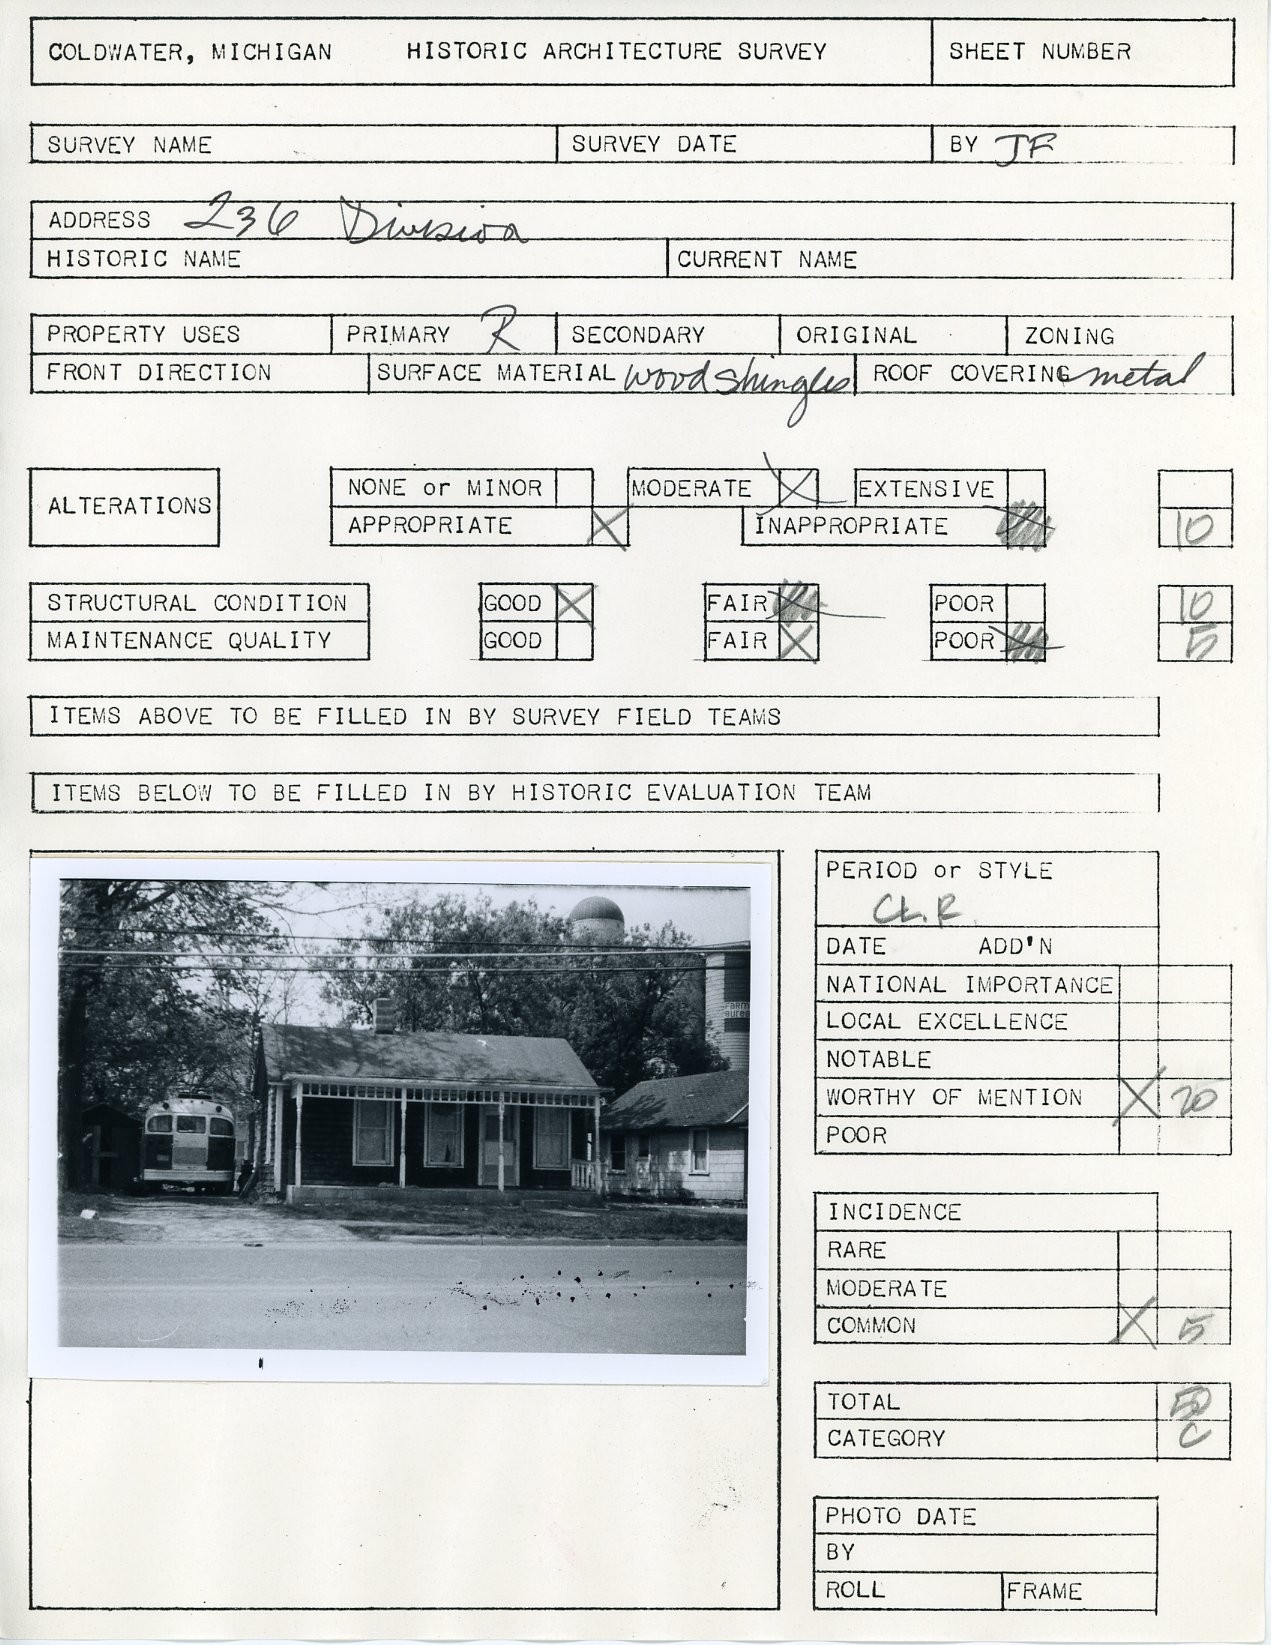 COLDWATER, MICHIGAN HISTORIC ARCHITECTURE SURVEY SHEET NUMBER
SURVEY NAME SURVEY DATE BY JF
ADDRESS 236 Division
HISTORIC NAME CURRENT NAME
PROPERTY USES PRIMARY R SECONDARY ORIGINAL ZONING
FRONT DIRECTION SURFACE MATERIAL wood shingles ROOF COVERING metal
ALTERATIONS NONE or MINOR MODERATE X EXTENSIVE
APPROPRIATE X INAPPROPRIATE 10
STRUCTURAL CONDITION GOOD X FAIR POOR 10
MAINTENANCE QUALITY GOOD FAIR X POOR 5
ITEMS ABOVE TO BE FILLED IN BY SURVEY FIELD TEAMS
ITEMS BELOW TO BE FILLED IN BY HISTORIC EVALUATION TEAM
FARM
BUREAU
PERIOD or STYLE
CL.R.
DATE ADD'N
NATIONAL IMPORTANCE
LOCAL EXCELLENCE
NOTABLE
WORTHY OF MENTION X 20
POOR
INCIDENCE
RARE
MODERATE
COMMON X 5
TOTAL 50
CATEGORY C
PHOTO DATE
BY
ROLL FRAME